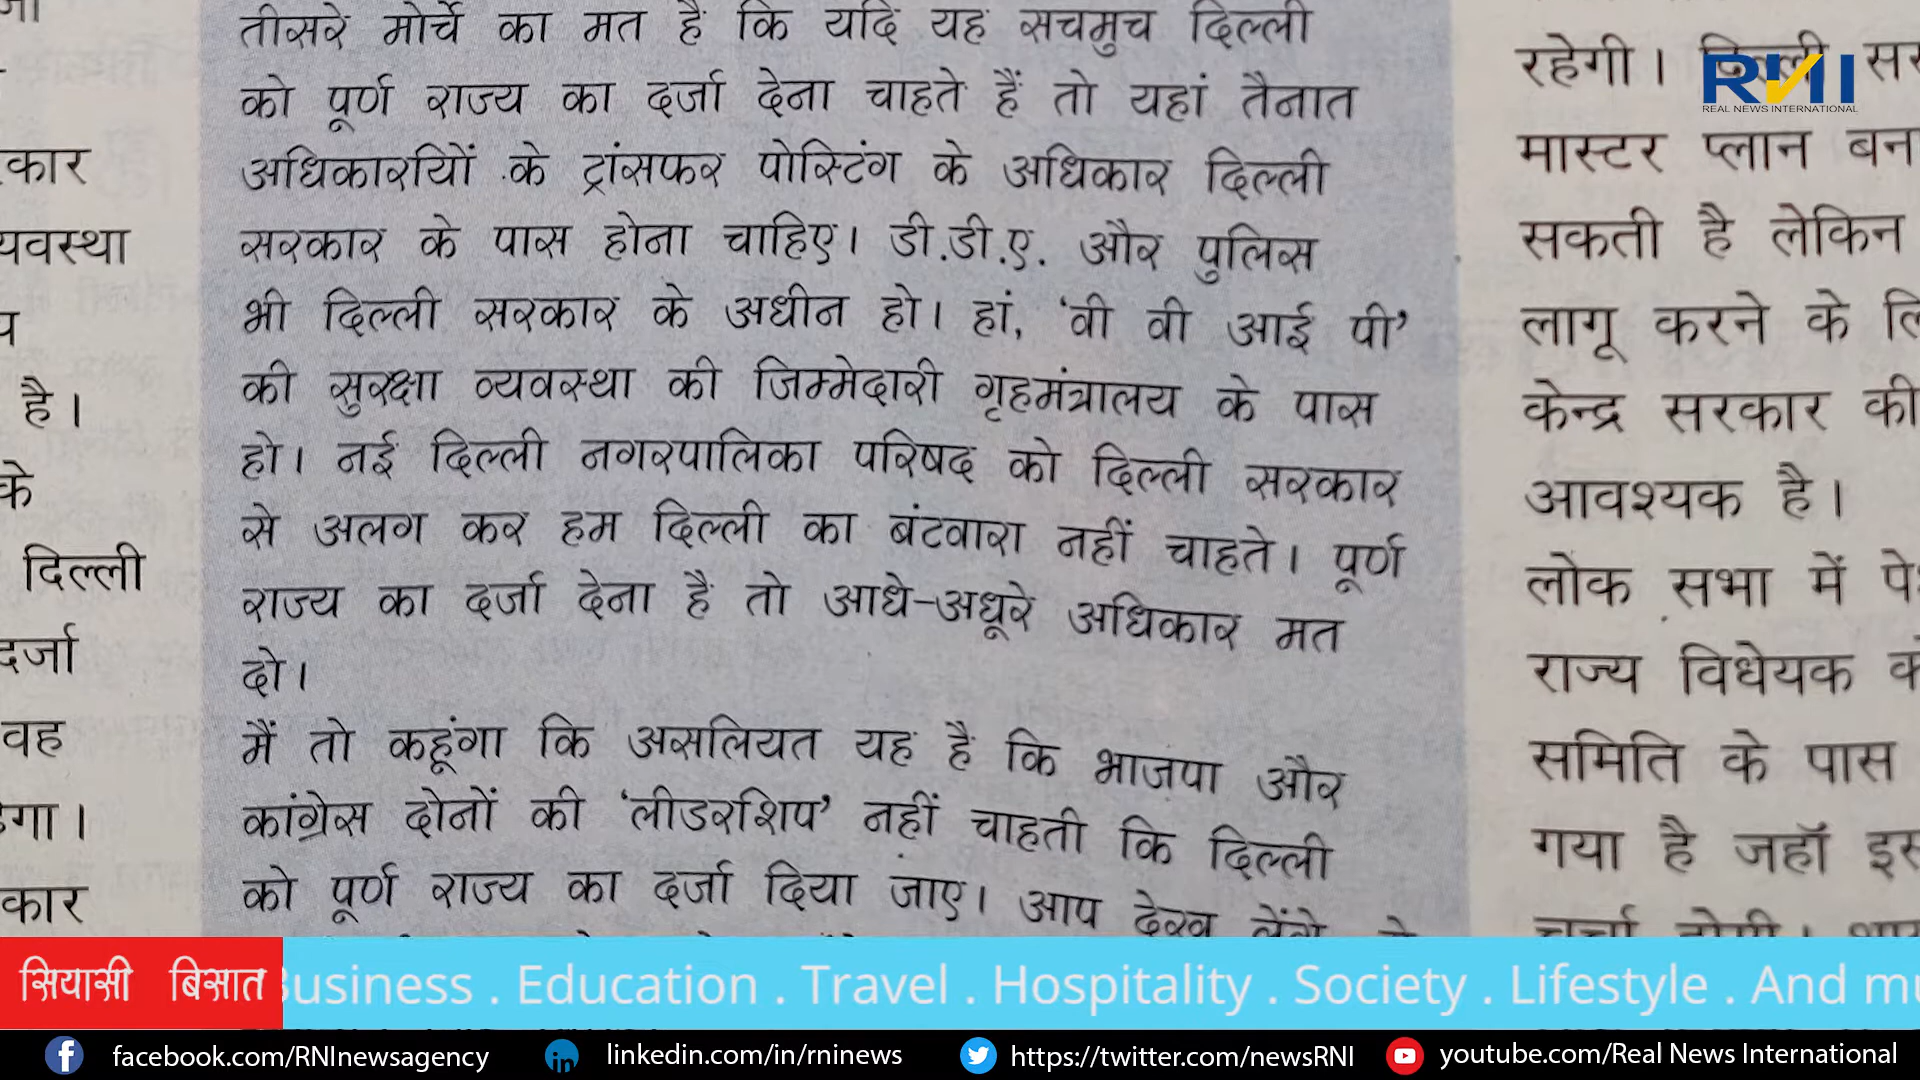 तीसरे मोर्चे का मत है कि यदि यह सचमुच दिल्ली
को पूर्ण राज्य का दर्जा देना चाहते हैं तो यहां तैनात
अधिकारयिों के ट्रांसफर पोस्टिंग के अधिकार दिल्ली
सरकार के पास होना चाहिए। डी.डी.ए. और पुलिस
भी दिल्ली सरकार के अधीन हो। हां, ‘वी वी आई पी’
की सुरक्षा व्यवस्था की जिम्मेदारी गृहमंत्रालय के पास
हो। नई दिल्ली नगरपालिका परिषद को दिल्ली सरकार
से अलग कर हम दिल्ली का बंटवारा नहीं चाहते। पूर्ण
राज्य का दर्जा देना है तो आधे-अधूरे अधिकार मत
दो।
मैं तो कहूंगा कि असलियत यह है कि भाजपा और
कांग्रेस दोनों की ‘लीडरशिप’ नहीं चाहती कि दिल्ली
को पूर्ण राज्य का दर्जा दिया जाए। आप देख लेंगे
कार
यवस्था
है।
के
दिल्ली
दर्जा
वह
गा।
कार
रहेगी। दिल्ली
मास्टर प्लान बन
सकती है लेकिन
लागू करने के
केन्द्र सरकार की
आवश्यक है।
लोक सभा में
राज्य विधेयक
समिति के पास
गया है जहाँ इस
RNI
REAL NEWS INTERNATIONAL
सियासी बिसात
Business . Education . Travel . Hospitality . Society . Lifestyle . And mu
facebook.com/RNInewsagency
linkedin.com/in/rninews
https://twitter.com/newsRNI
youtube.com/Real News International